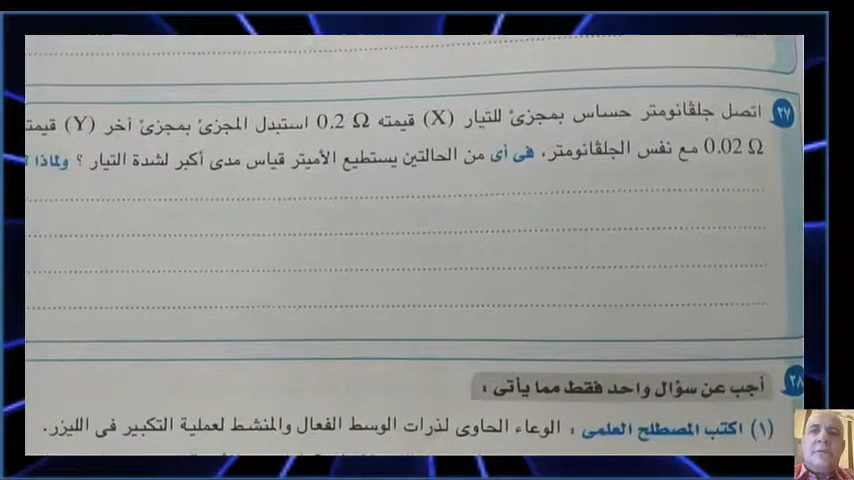 ٢٧ اتصل جلڤانومتر حساس بمجزئ للتيار (X) قيمته 0.2 Ω استبدل المجزئ بمجزئ آخر (Y) قيمته
0.02 Ω مع نفس الجلڤانومتر، فى أى من الحالتين يستطيع الأميتر قياس مدى أكبر لشدة التيار ؟ ولماذا
٢٨ أجب عن سؤال واحد فقط مما يأتى :
(١) اكتب المصطلح العلمى : الوعاء الحاوى لذرات الوسط الفعال والمنشط لعملية التكبير فى الليزر.